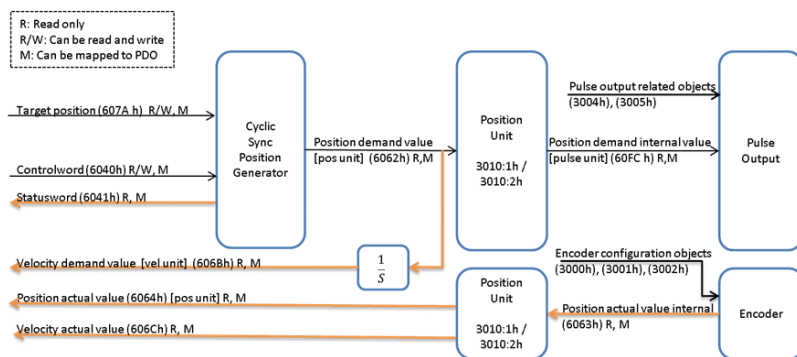 R: Read only
R/W: Can be read and write
M: Can be mapped to PDO
Target position (607A h) R/W, M
Controlword (6040h) R/W, M
Statusword (6041h) R, M
Cyclic
Sync
Position
Generator
Position demand value
[pos unit] (6062h) R,M
Position
Unit
3010:1h /
3010:2h
Pulse output related objects
(3004h), (3005h)
Position demand internal value
[pulse unit] (60FC h) R,M
Pulse
Output
Velocity demand value [vel unit] (606Bh) R, M
1
S
Position actual value (6064h) [pos unit] R, M
Velocity actual value (606Ch) R, M
Position
Unit
3010:1h
/ 3010:2h
Encoder configuration objects
(3000h), (3001h), (3002h)
Position actual value internal
(6063h) R, M
Encoder